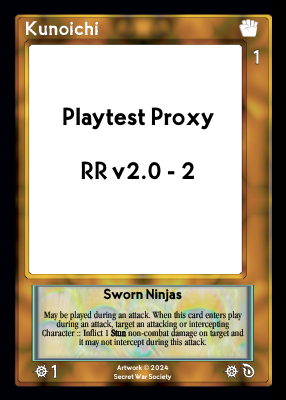 Kunoichi
1
Playtest Proxy
RR v2.0 - 2
Sworn Ninjas
May be played during an attack. When this card enters play
during an attack, target an attacking or intercepting
Character :: Inflict 1 Stun non-combat damage on target and
it may not intercept during this attack.
1
Artwork © 2024
Secret War Society